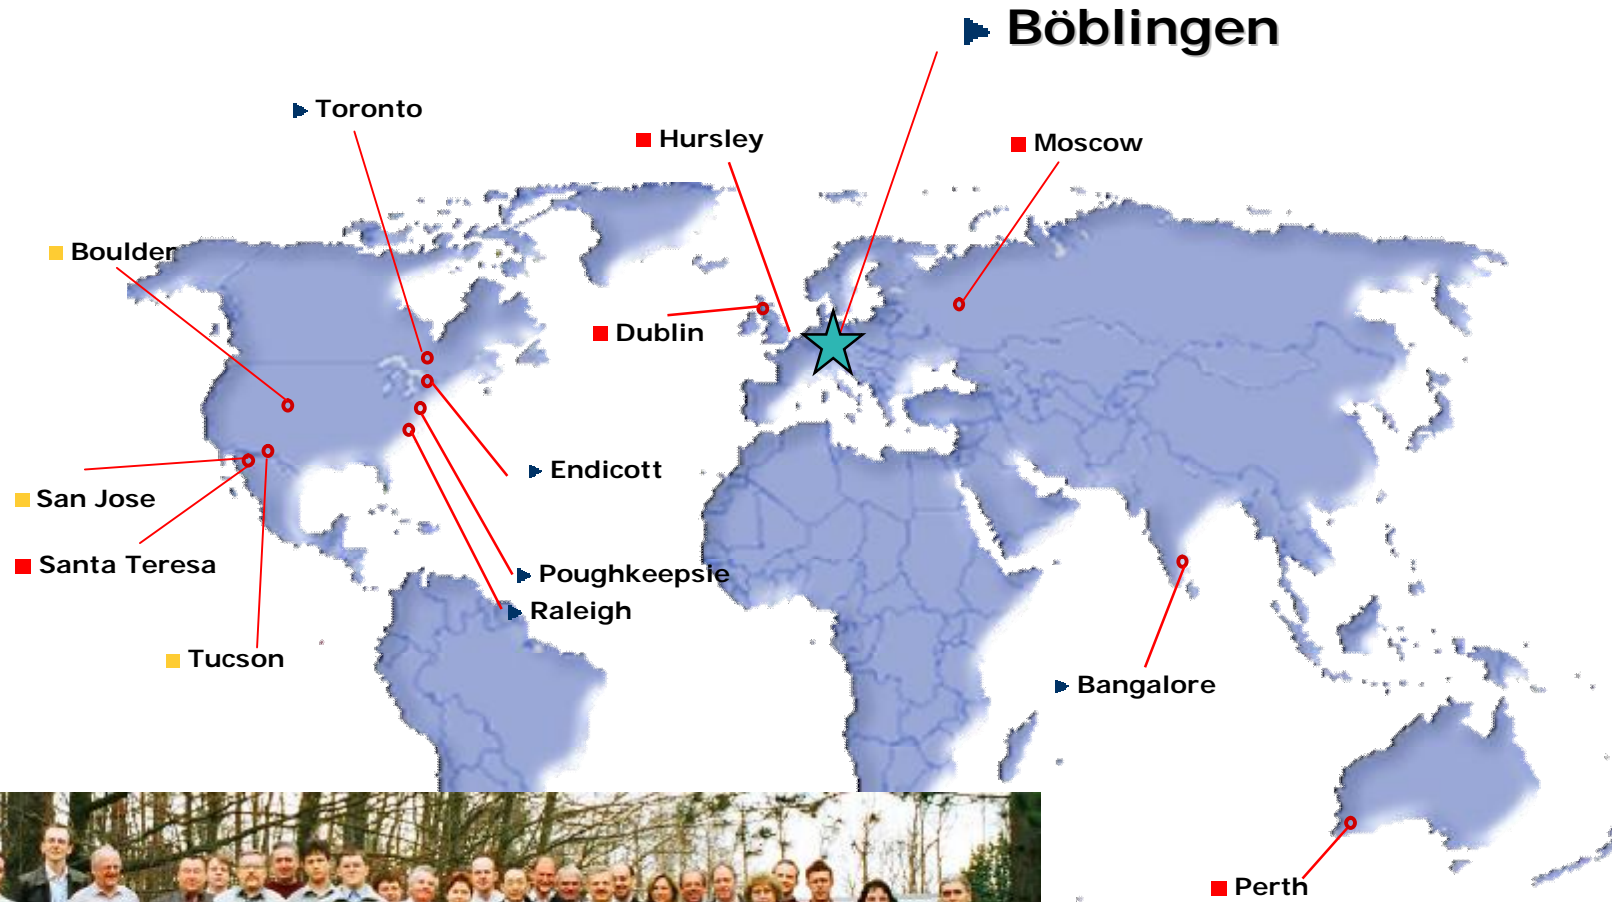 Böblingen
Toronto
Hursley
Moscow
Boulder
Dublin
Endicott
San Jose
Santa Teresa
Poughkeepsie
Raleigh
Tucson
Bangalore
Perth